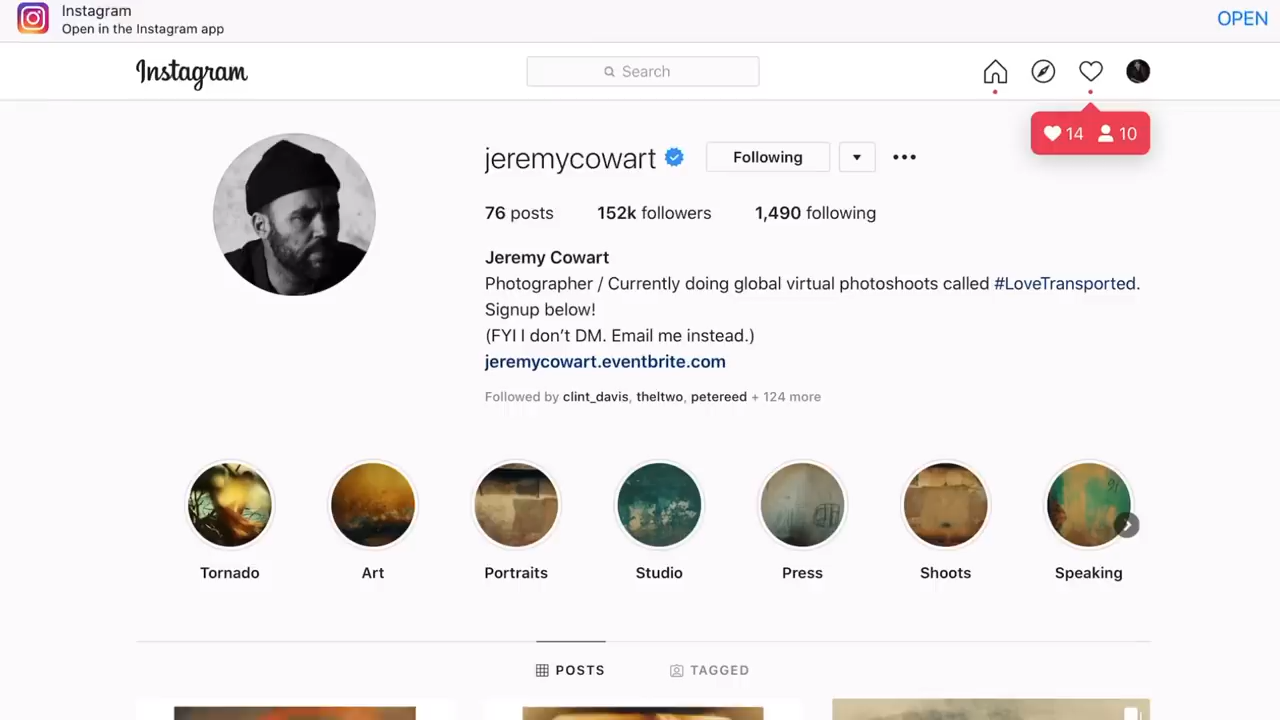 Instagram
Open in the Instagram app
OPEN
Instagram
Search
14 10
jeremycowart Following
76 posts 152k followers 1,490 following
Jeremy Cowart
Photographer / Currently doing global virtual photoshoots called #LoveTransported.
Signup below!
(FYI I don’t DM. Email me instead.)
jeremycowart.eventbrite.com
Followed by clint_davis, theltwo, petereed + 124 more
Tornado Art Portraits Studio Press Shoots Speaking
POSTS TAGGED